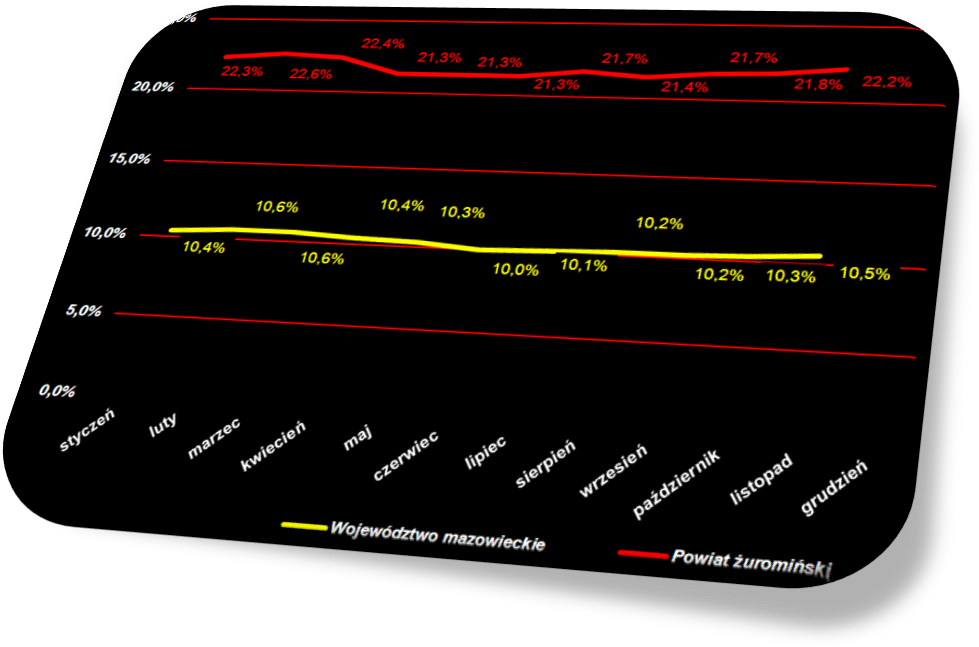 22,4%
21,3%
21,3%
21,7%
21,7%
22,3%
22,6%
21,3%
21,4%
21,8%
22,2%
20,0%
15,0%
10,6%
10,4%
10,3%
10,2%
10,0%
10,4%
10,6%
10,0%
10,1%
10,2%
10,3%
10,5%
5,0%
0,0%
styczeń
luty
marzec
kwiecień
maj
czerwiec
lipiec
sierpień
wrzesień
październik
listopad
grudzień
Województwo mazowieckie
Powiat żuromiński